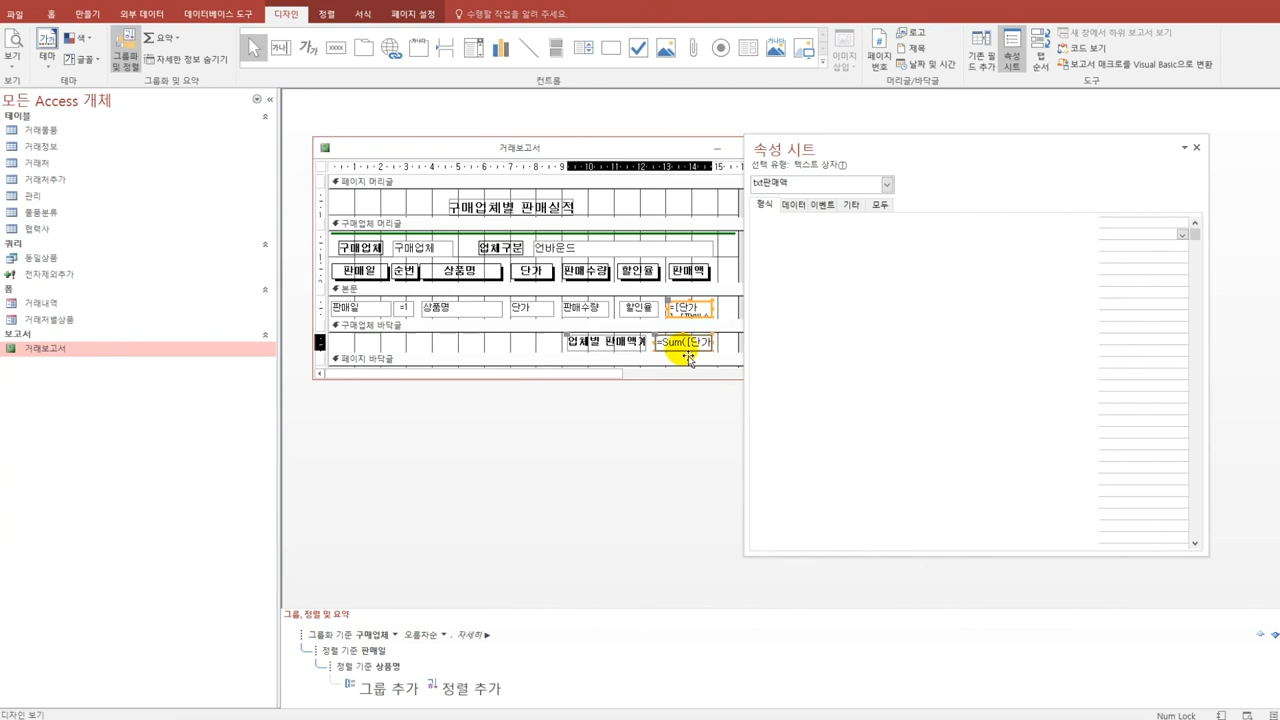 파일 홈 만들기 외부 데이터 데이터베이스 도구 디자인 정렬 서식 페이지 설정 수행할 작업을 알려 주세요.
보기 테마 색 글꼴 그룹화 및 정렬 요약 자세한 정보 숨기기 이미지 삽입 페이지 번호 로고 제목 날짜 및 시간 기존 필드 추가 속성 시트 탭 순서 새 창에서 하위 보고서 보기 코드 보기 보고서 매크로를 Visual Basic으로 변환
보기 테마 그룹화 및 요약 컨트롤 머리글/바닥글 도구
모든 Access 개체
테이블
거래물품
거래정보
거래처
거래처추가
관리
물품분류
협력사
쿼리
동일상품
전자제외추가
폼
거래내역
거래처별상품
보고서
거래보고서
거래보고서
페이지 머리글
구매업체별 판매실적
구매업체 머리글
구매업체 구매업체 업체구분 언바운드
판매일 순번 상품명 단가 판매수량 할인율 판매액
본문
판매일 =1 상품명 단가 판매수량 할인율 =[단가
구매업체 바닥글
업체별 판매액 =Sum([단가
페이지 바닥글
속성 시트
선택 유형: 텍스트 상자(T)
txt판매액
형식 데이터 이벤트 기타 모두
그룹, 정렬 및 요약
그룹화 기준 구매업체 오름차순 , 자세히
정렬 기준 판매일
정렬 기준 상품명
그룹 추가 정렬 추가
디자인 보기 Num Lock